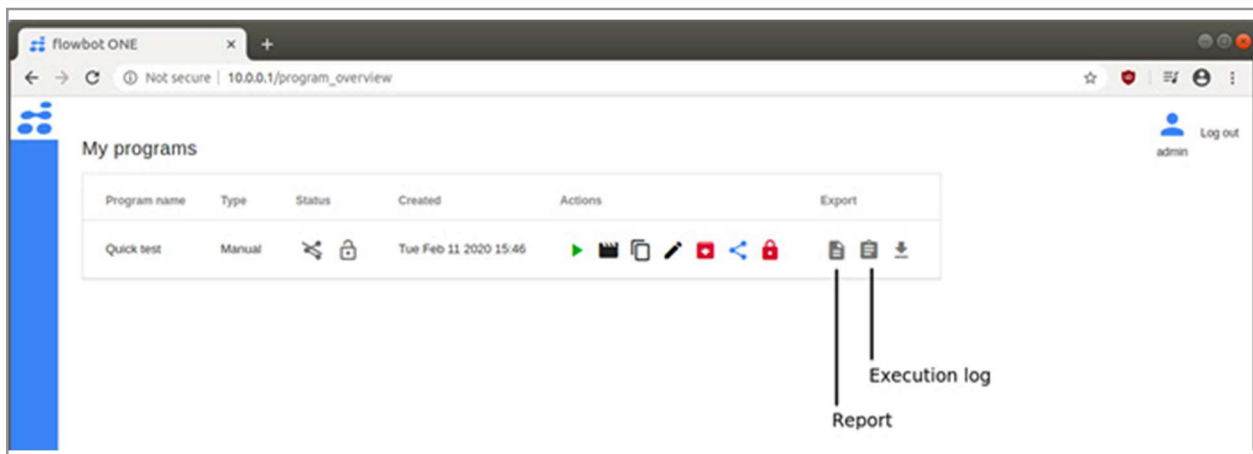 flowbot ONE
Not secure | 10.0.0.1/program_overview
admin
Log out
My programs
Program name Type Status Created Actions Export
Quick test Manual Tue Feb 11 2020 15:46
Execution log
Report